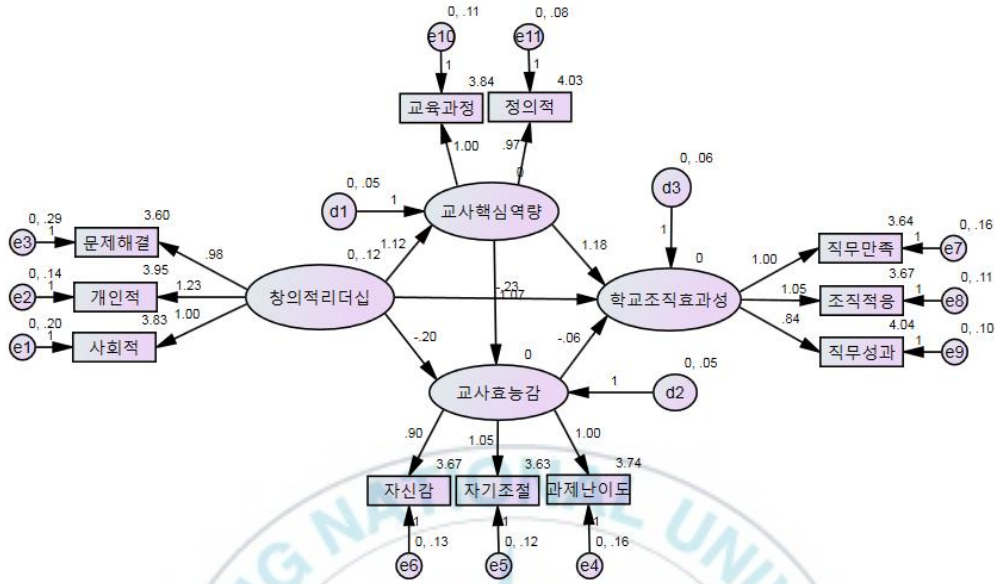 0, .11
0, .08
e10
e11
1
1
3.84
4.03
교육과정
정의적
1.00
.97
0, .05
0
0, .06
d1
1
교사핵심역량
d3
0, .29
3.60
1
3.64
0, .16
e3
1
문제해결
.98
0, .12
1.12
1.18
0
1.00
직무만족
1
e7
0, .14
3.95
3.67
0, .11
e2
1
개인적
1.23
창의적리더십
-.23
1.07
학교조직효과성
1.05
조직적응
1
e8
0, .20
3.83
1.00
.84
4.04
0, .10
e1
1
사회적
-.20
-.06
직무성과
1
e9
0
0, .05
교사효능감
1
d2
.90
1.05
1.00
3.67
3.63
3.74
자신감
자기조절
과제난이도
1
1
1
0, .13
0, .12
0, .16
e6
e5
e4
NG NATIONAL UNI